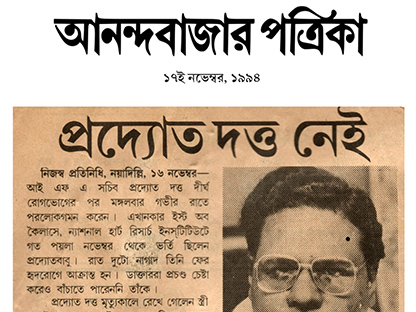 আনন্দবাজার পত্রিকা
১৭ই নভেম্বর, ১৯৯৪
প্রদ্যোত দত্ত নেই
নিজস্ব প্রতিনিধি, নয়াদিল্লি, ১৬ নভেম্বর—
আই এফ এ সচিব প্রদ্যোত দত্ত দীর্ঘ
রোগভোগের পর মঙ্গলবার গভীর রাতে
পরলোকগমন করেন। এখানকার ইস্ট অব
কৈলাসে, ন্যাশনাল হার্ট রিসার্চ ইনস্‌টিটিউটে
গত পয়লা নভেম্বর থেকে ভর্তি ছিলেন
প্রদ্যোতবাবু। রাত দুটো নাগাদ তিনি ফের
হৃদরোগে আক্রান্ত হন। ডাক্তাররা প্রচণ্ড চেষ্টা
করেও বাঁচাতে পারেননি তাঁকে।
প্রদ্যোত দত্ত মৃত্যুকালে রেখে গেলেন স্ত্রী